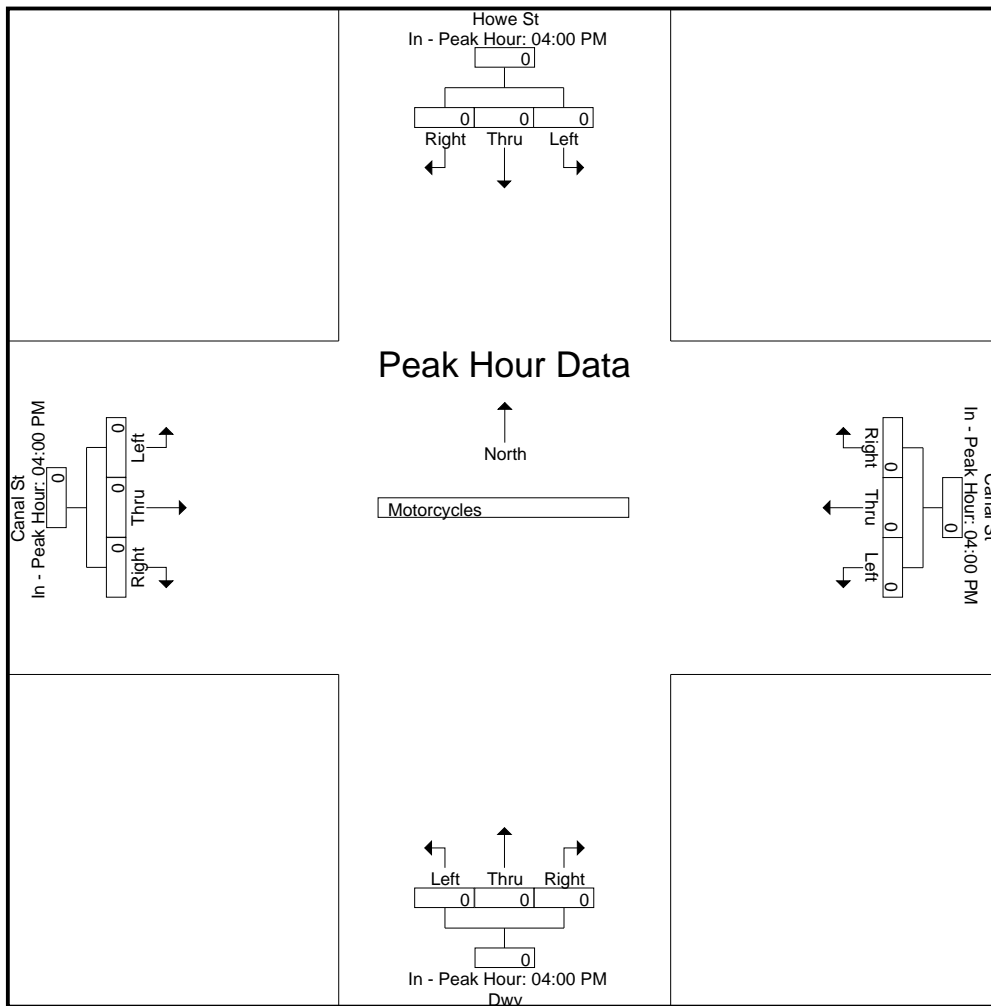 Howe St
In - Peak Hour: 04:00 PM
0
0 0 0
Right Thru Left
Peak Hour Data
North
Motorcycles
Canal St
In - Peak Hour: 04:00 PM
0
0 0 0
Left Thru Right
Canal St
In - Peak Hour: 04:00 PM
0
0 0 0
Right Thru Left
Left Thru Right
0 0 0
0
In - Peak Hour: 04:00 PM
Dwy